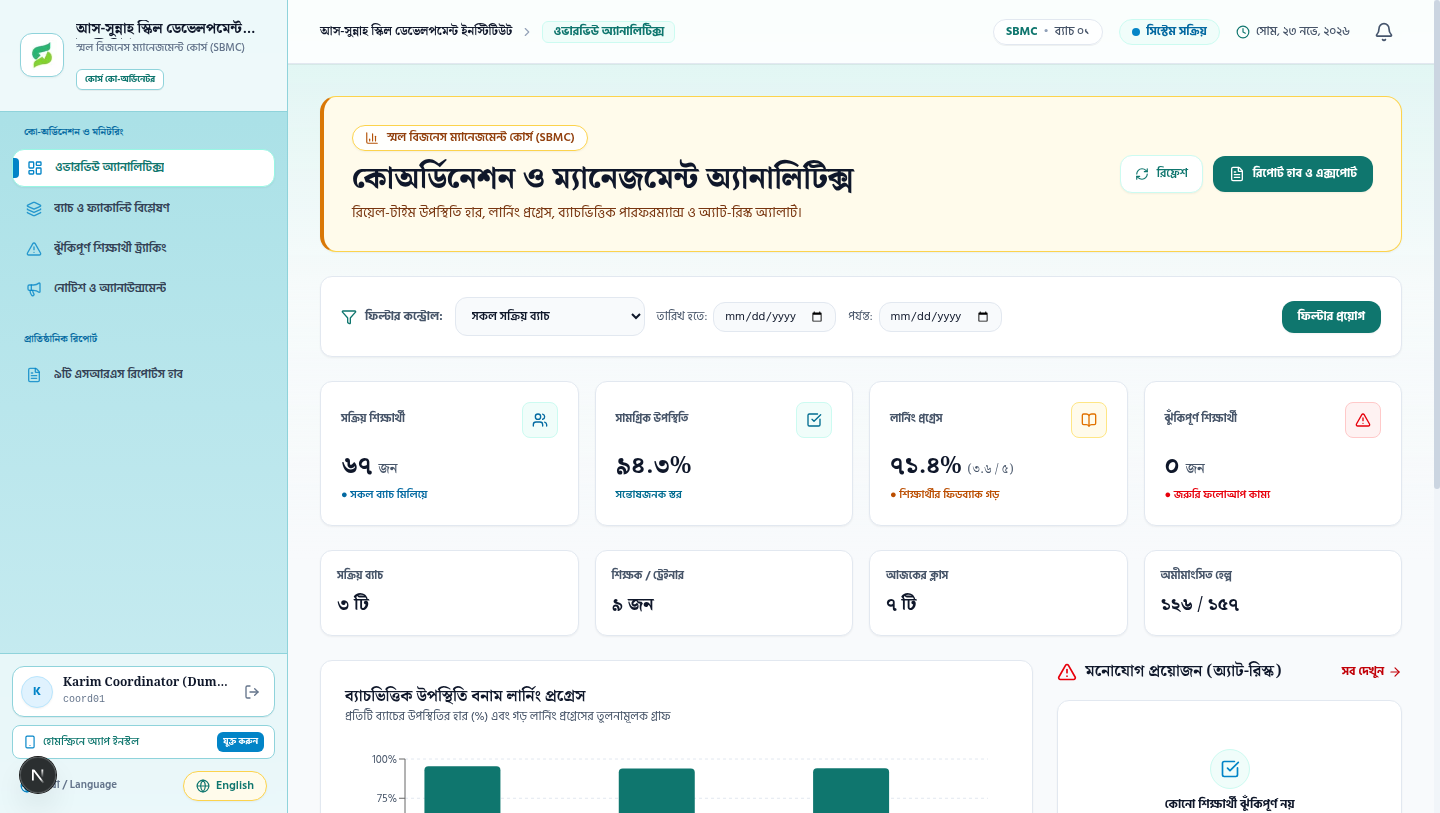 আস-সুন্নাহ স্কিল ডেভেলপমেন্ট...
স্মল বিজনেস ম্যানেজমেন্ট কোর্স (SBMC)
কোর্স কো-অর্ডিনেটর
কো-অর্ডিনেশন ও মনিটরিং
ওভারভিউ অ্যানালিটিক্স
ব্যাচ ও ফ্যাকাল্টি বিশ্লেষণ
ঝুঁকিপূর্ণ শিক্ষার্থী ট্র্যাকিং
নোটিশ ও অ্যানাউন্সমেন্ট
প্রাতিষ্ঠানিক রিপোর্ট
৯টি এসআরএস রিপোর্টস হাব
K
Karim Coordinator (Dum...
coord01
হোমস্ক্রিনে অ্যাপ ইনস্টল
যুক্ত করুন
N
/ Language
English
আস-সুন্নাহ স্কিল ডেভেলপমেন্ট ইনস্টিটিউট > ওভারভিউ অ্যানালিটিক্স
SBMC • ব্যাচ ০১
সিস্টেম সক্রিয়
সোম, ২৩ নভে, ২০২৬
স্মল বিজনেস ম্যানেজমেন্ট কোর্স (SBMC)
কোঅর্ডিনেশন ও ম্যানেজমেন্ট অ্যানালিটিক্স
রিয়েল-টাইম উপস্থিতি হার, লার্নিং প্রগ্রেস, ব্যাচভিত্তিক পারফরম্যান্স ও অ্যাট-রিস্ক অ্যালার্ট।
রিফ্রেশ
রিপোর্ট হাব ও এক্সপোর্ট
ফিল্টার কন্ট্রোল:
সকল সক্রিয় ব্যাচ
তারিখ হতে:
mm/dd/yyyy
পর্যন্ত:
mm/dd/yyyy
ফিল্টার প্রয়োগ
সক্রিয় শিক্ষার্থী
৬৭ জন
● সকল ব্যাচ মিলিয়ে
সামগ্রিক উপস্থিতি
৯৪.৩%
সন্তোষজনক স্তর
লার্নিং প্রগ্রেস
৭১.৪% (৩.৬ / ৫)
● শিক্ষার্থীর ফিডব্যাক গড়
ঝুঁকিপূর্ণ শিক্ষার্থী
০ জন
● জরুরি ফলোআপ কাম্য
সক্রিয় ব্যাচ
৩ টি
শিক্ষক / ট্রেইনার
৯ জন
আজকের ক্লাস
৭ টি
অমীমাংসিত হেল্প
১২৬ / ১৫৭
ব্যাচভিত্তিক উপস্থিতি বনাম লার্নিং প্রগ্রেস
প্রতিটি ব্যাচের উপস্থিতির হার (%) এবং গড় লার্নিং প্রগ্রেসের তুলনামূলক গ্রাফ
100%
75%
মনোযোগ প্রয়োজন (অ্যাট-রিস্ক)
সব দেখুন →
কোনো শিক্ষার্থী ঝুঁকিপূর্ণ নয়